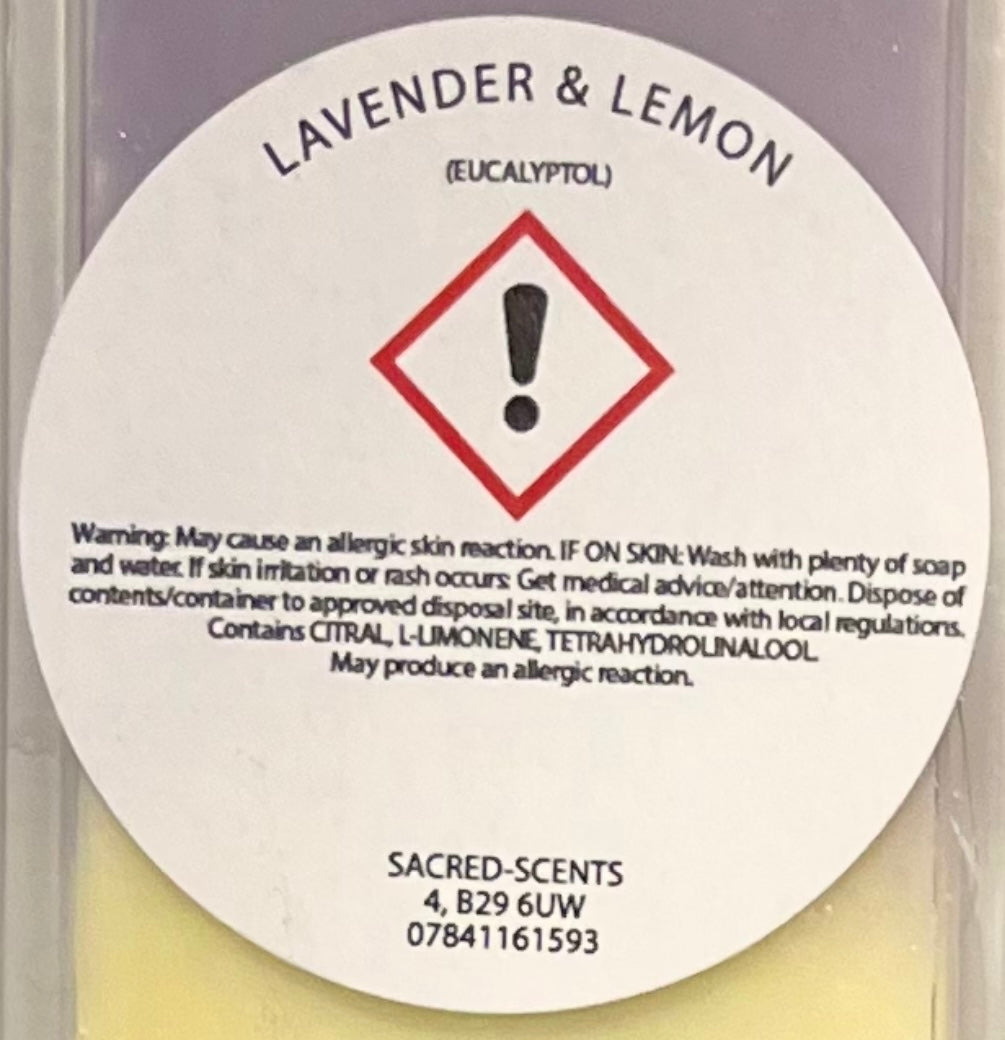 LAVENDER & LEMON
(EUCALYPTOL)
Warning: May cause an allergic skin reaction. IF ON SKIN: Wash with plenty of soap
and water. If skin irritation or rash occurs: Get medical advice/attention. Dispose of
contents/container to approved disposal site, in accordance with local regulations.
Contains CITRAL, L-LIMONENE, TETRAHYDROLINALOOL.
May produce an allergic reaction.
SACRED-SCENTS
4, B29 6UW
07841161593